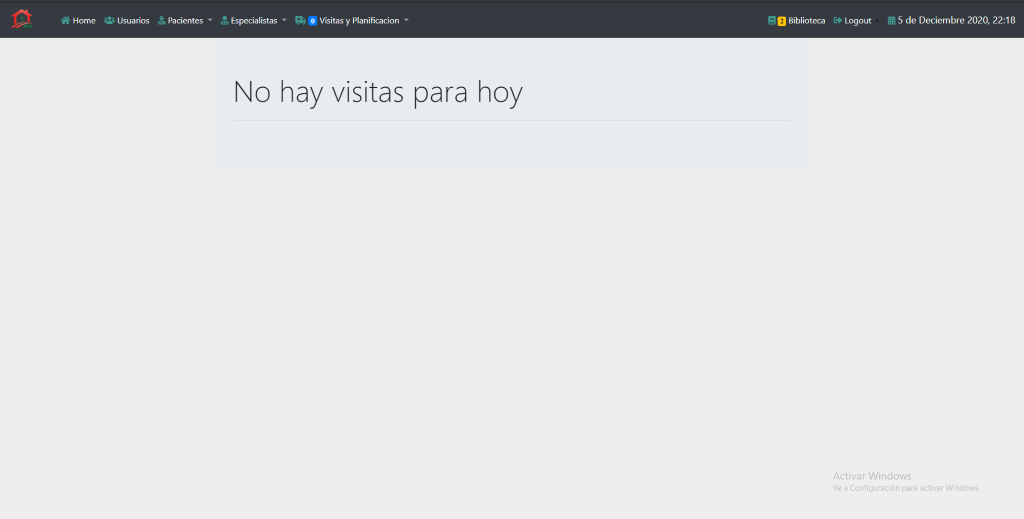 Home Usuarios Pacientes Especialistas 0 Visitas y Planificacion 2 Biblioteca Logout 5 de Deciembre 2020, 22:18
No hay visitas para hoy
Activar Windows
Ve a Configuración para activar Windows.